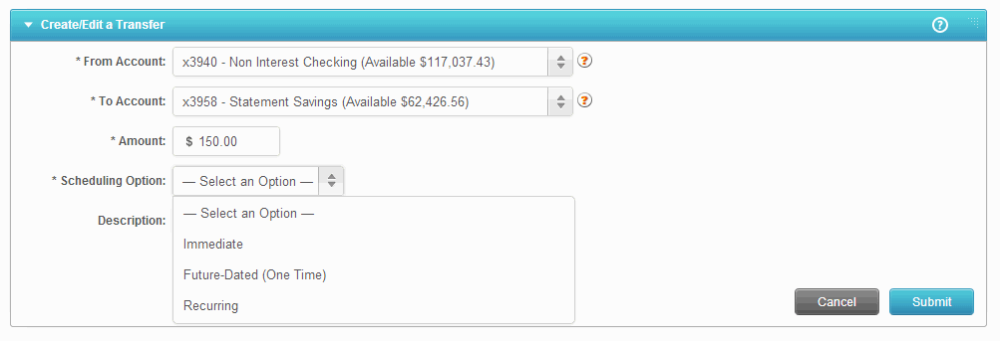 Create/Edit a Transfer ?
* From Account: x3940 - Non Interest Checking (Available $117,037.43) ?
* To Account: x3958 - Statement Savings (Available $62,426.56) ?
* Amount: $ 150.00
* Scheduling Option: — Select an Option —
— Select an Option —
Description:
Immediate
Future-Dated (One Time)
Recurring
Cancel Submit